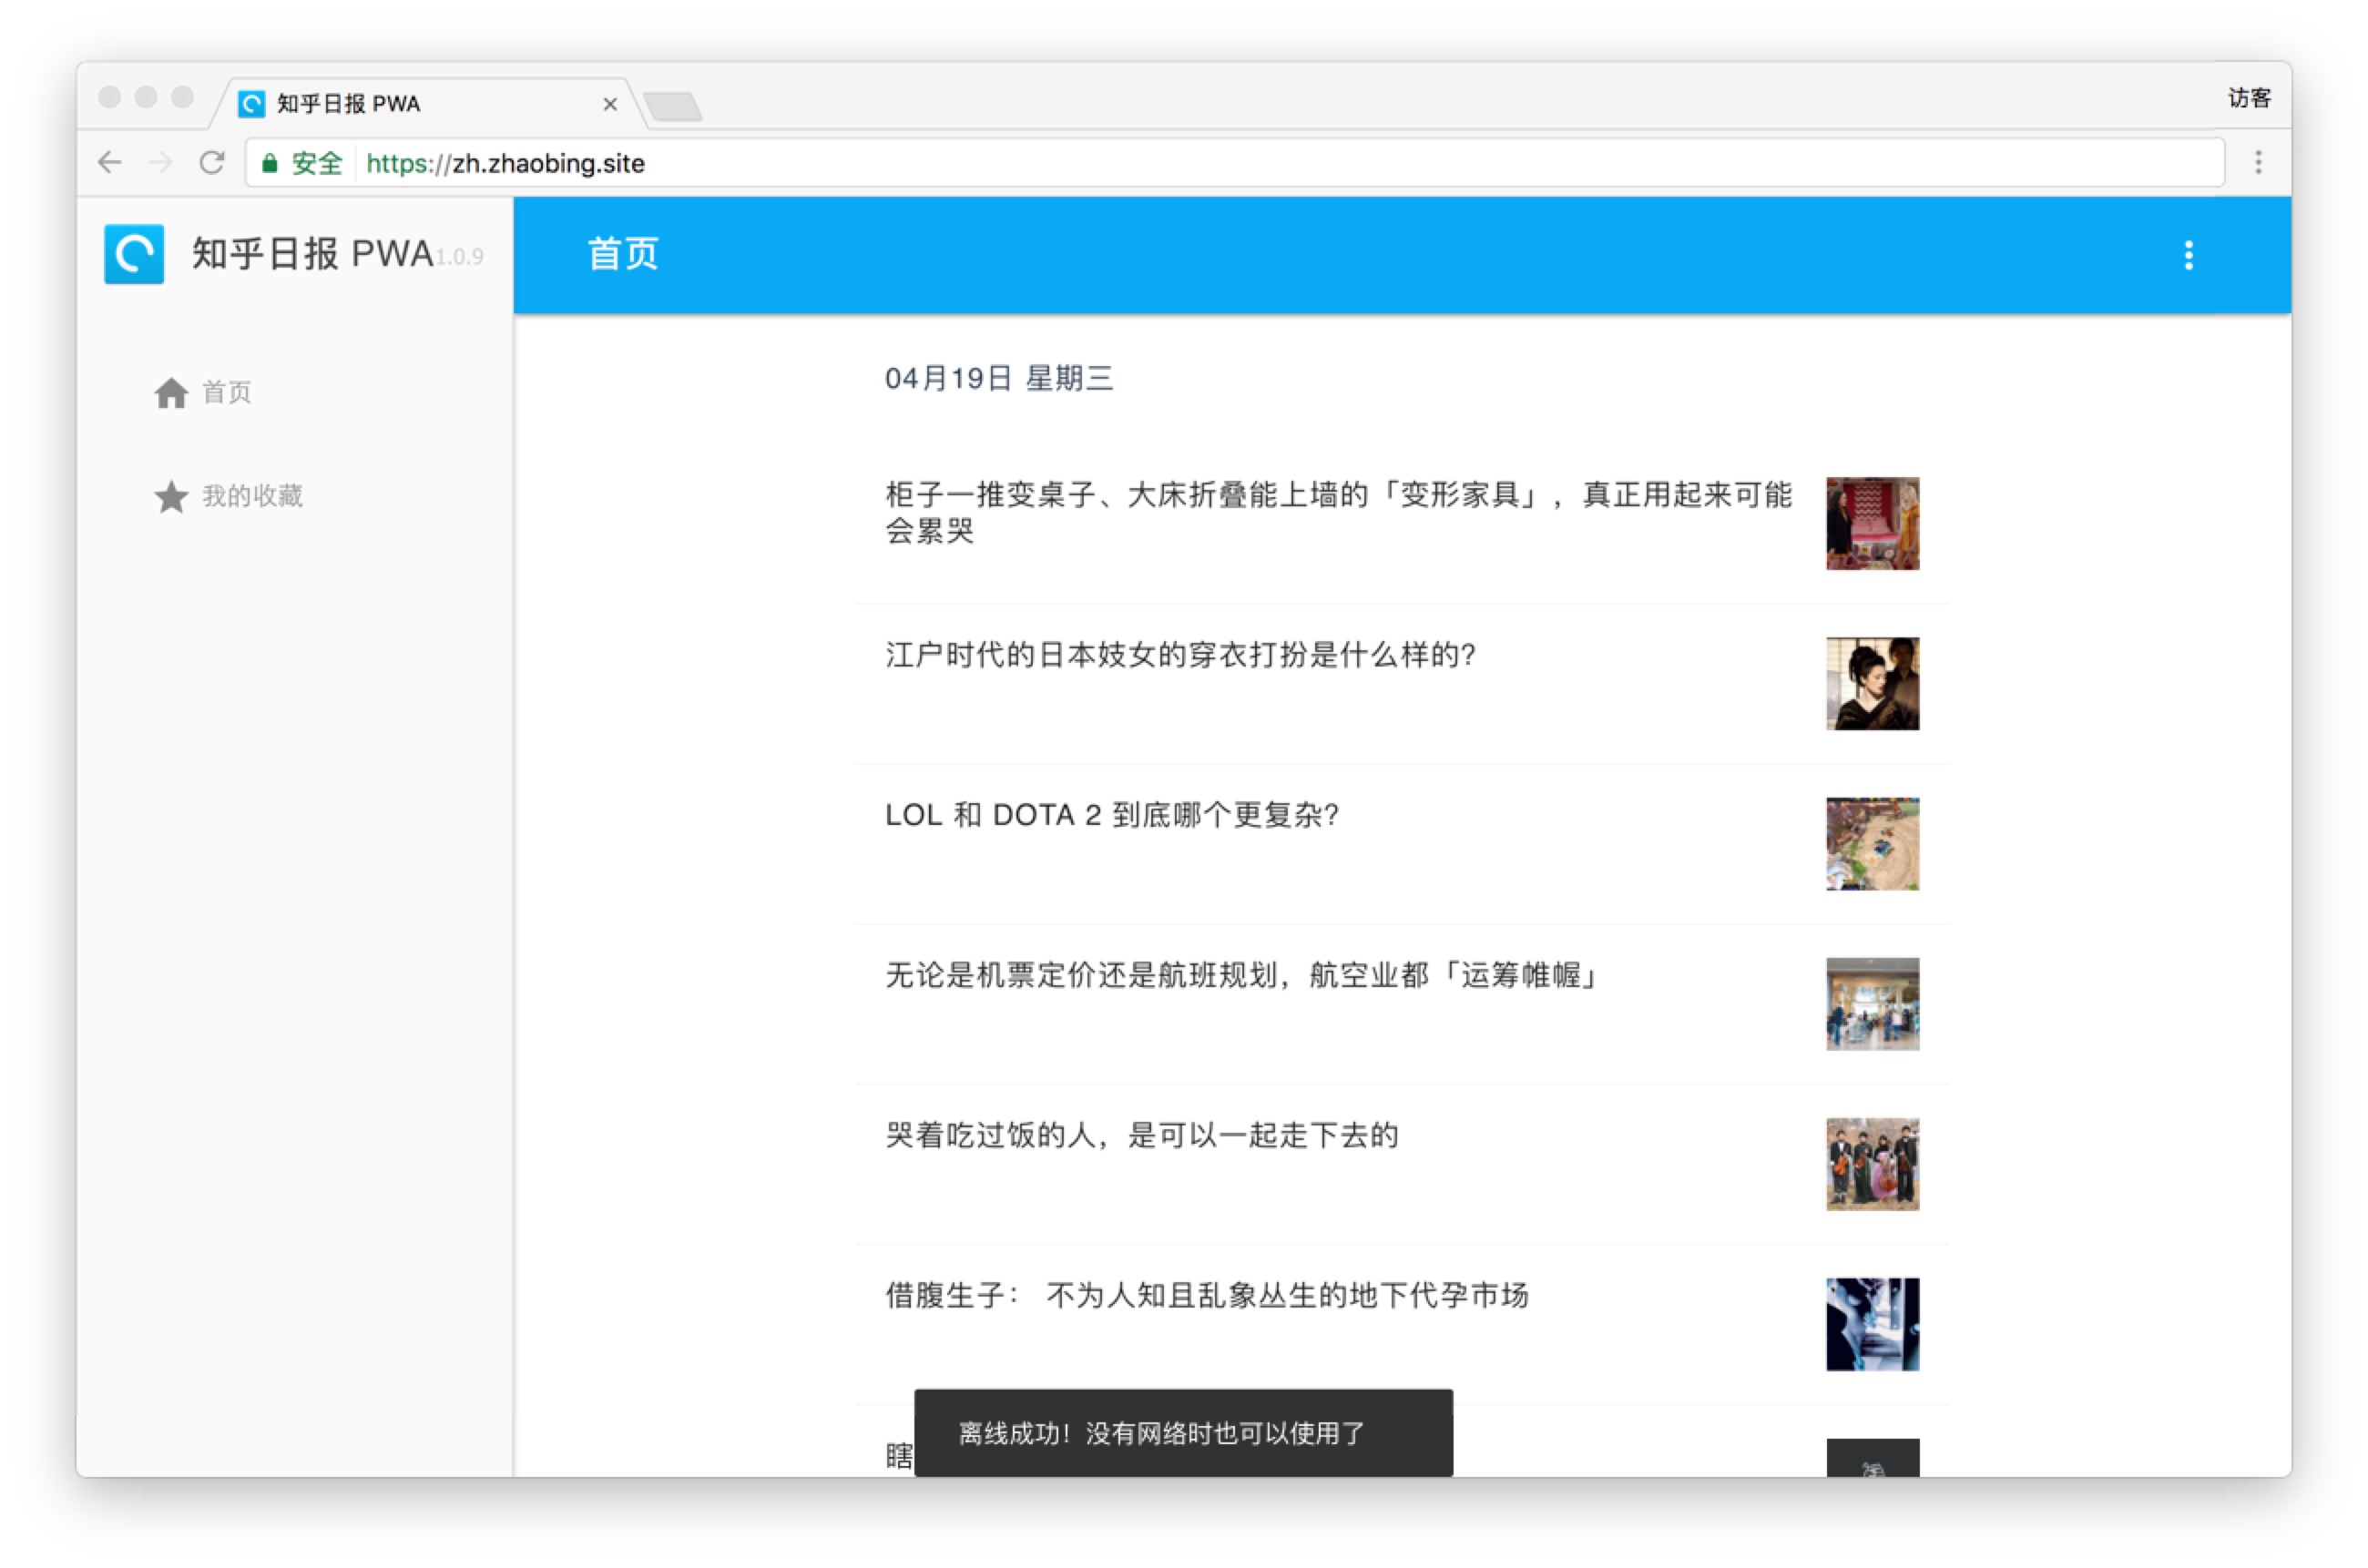 知乎日报 PWA
访客
安全 https://zh.zhaobing.site
知乎日报 PWA1.0.9
首页
首页
我的收藏
04月19日 星期三
柜子一推变桌子、大床折叠能上墙的「变形家具」，真正用起来可能
会累哭
江户时代的日本妓女的穿衣打扮是什么样的？
LOL 和 DOTA 2 到底哪个更复杂？
无论是机票定价还是航班规划，航空业都「运筹帷幄」
哭着吃过饭的人，是可以一起走下去的
借腹生子： 不为人知且乱象丛生的地下代孕市场
瞎
离线成功！没有网络时也可以使用了